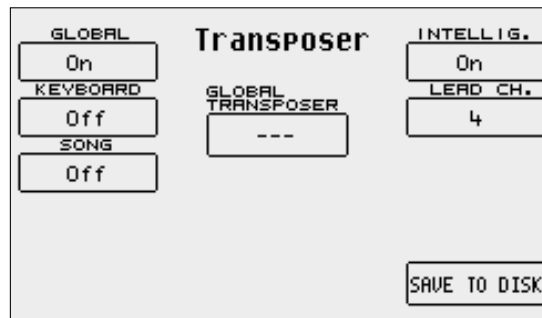 Transposer
GLOBAL
On
KEYBOARD
Off
SONG
Off
GLOBAL
TRANSPOSER
---
INTELLIG.
On
LEAD CH.
4
SAVE TO DISK